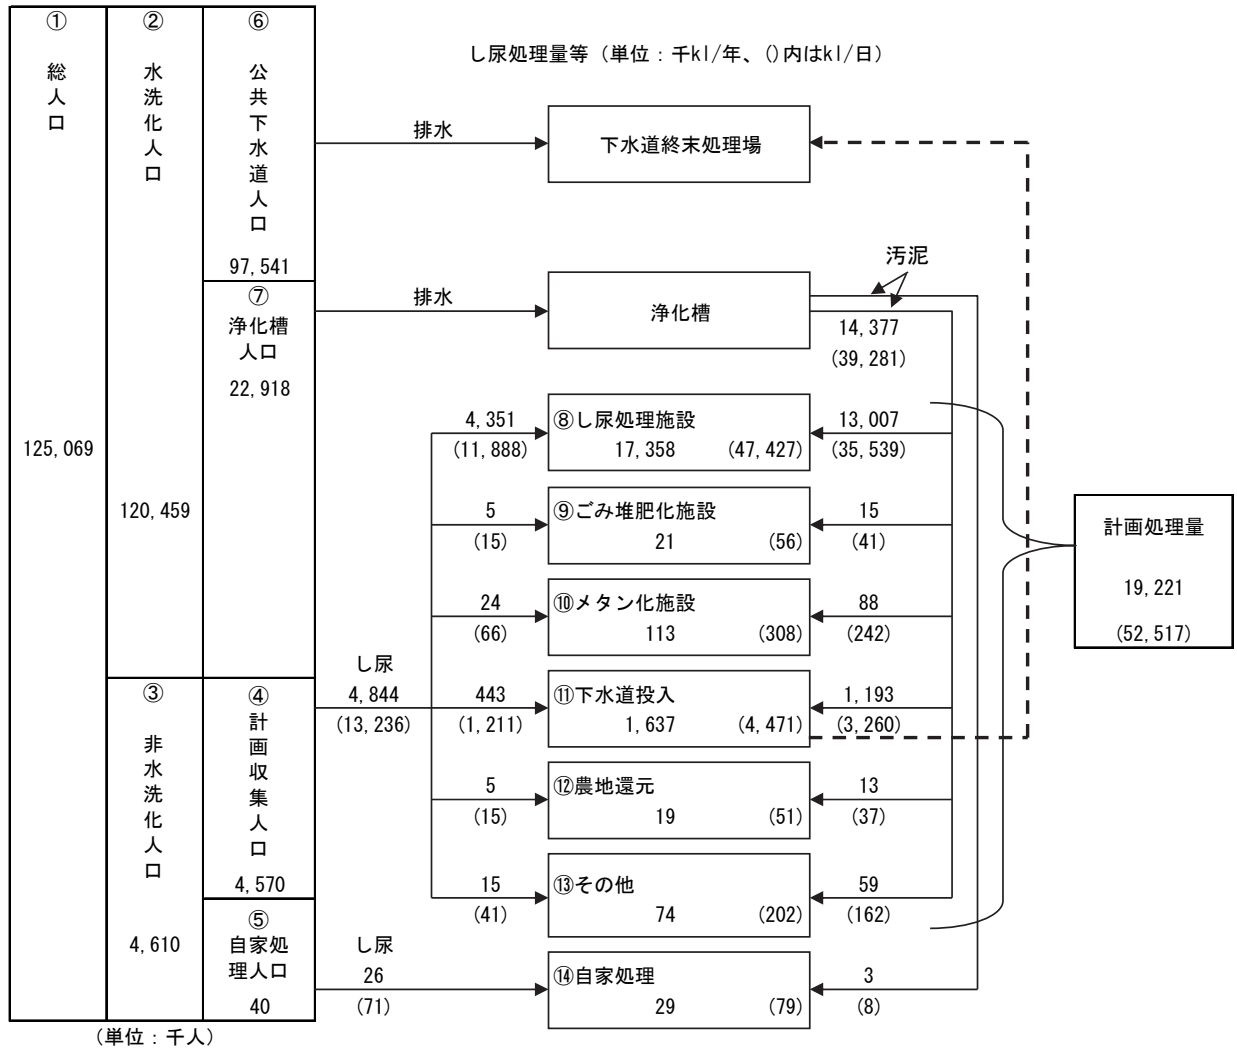 し尿処理量等（単位：千kl/年、()内はkl/日）
①
総人口
125,069
②
水洗化人口
120,459
③
非水洗化人口
4,610
⑥
公共下水道人口
97,541
⑦
浄化槽
人口
22,918
④
計画収集人口
4,570
⑤
自家処
理人口
40
（単位：千人）
排水
下水道終末処理場
排水
浄化槽
汚泥
14,377
(39,281)
し尿
4,844
(13,236)
4,351
(11,888)
⑧し尿処理施設
17,358 (47,427)
13,007
(35,539)
5
(15)
⑨ごみ堆肥化施設
21 (56)
15
(41)
24
(66)
⑩メタン化施設
113 (308)
88
(242)
443
(1,211)
⑪下水道投入
1,637 (4,471)
1,193
(3,260)
5
(15)
⑫農地還元
19 (51)
13
(37)
15
(41)
⑬その他
74 (202)
59
(162)
し尿
26
(71)
⑭自家処理
29 (79)
3
(8)
計画処理量
19,221
(52,517)